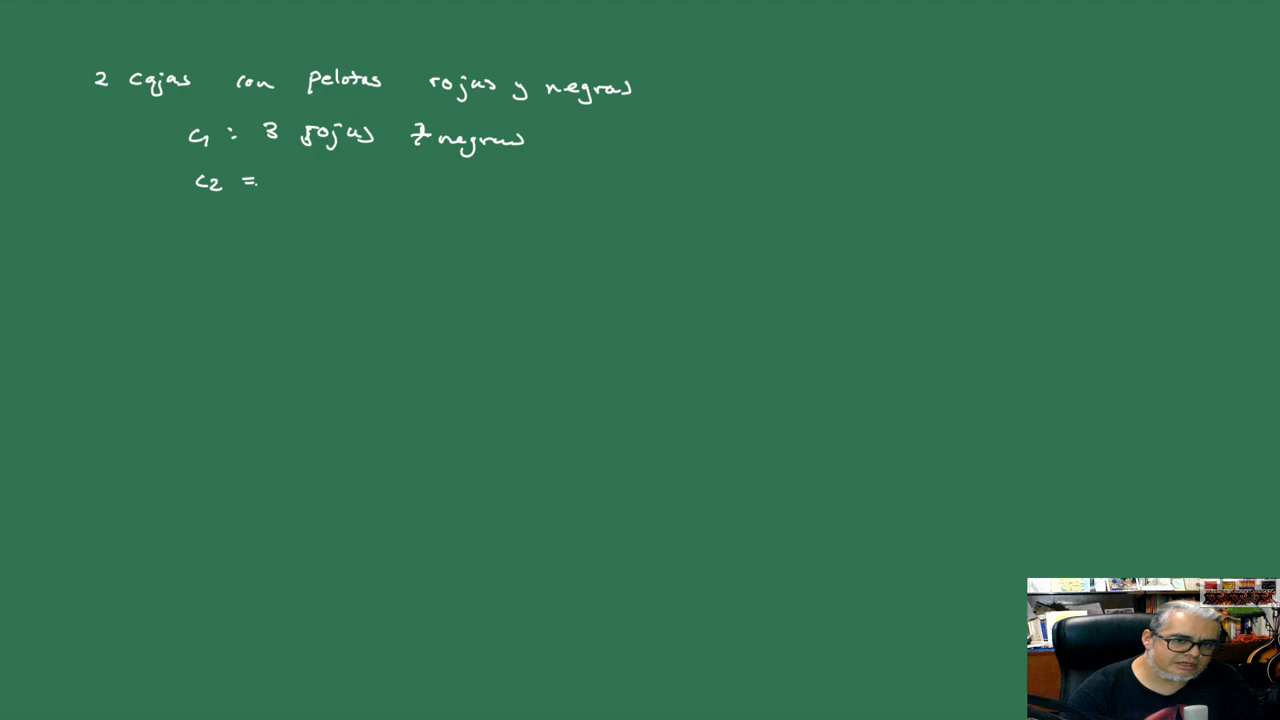 2 cajas con pelotas rojas y negras
C1 : 3 rojas 7 negras
C2 =